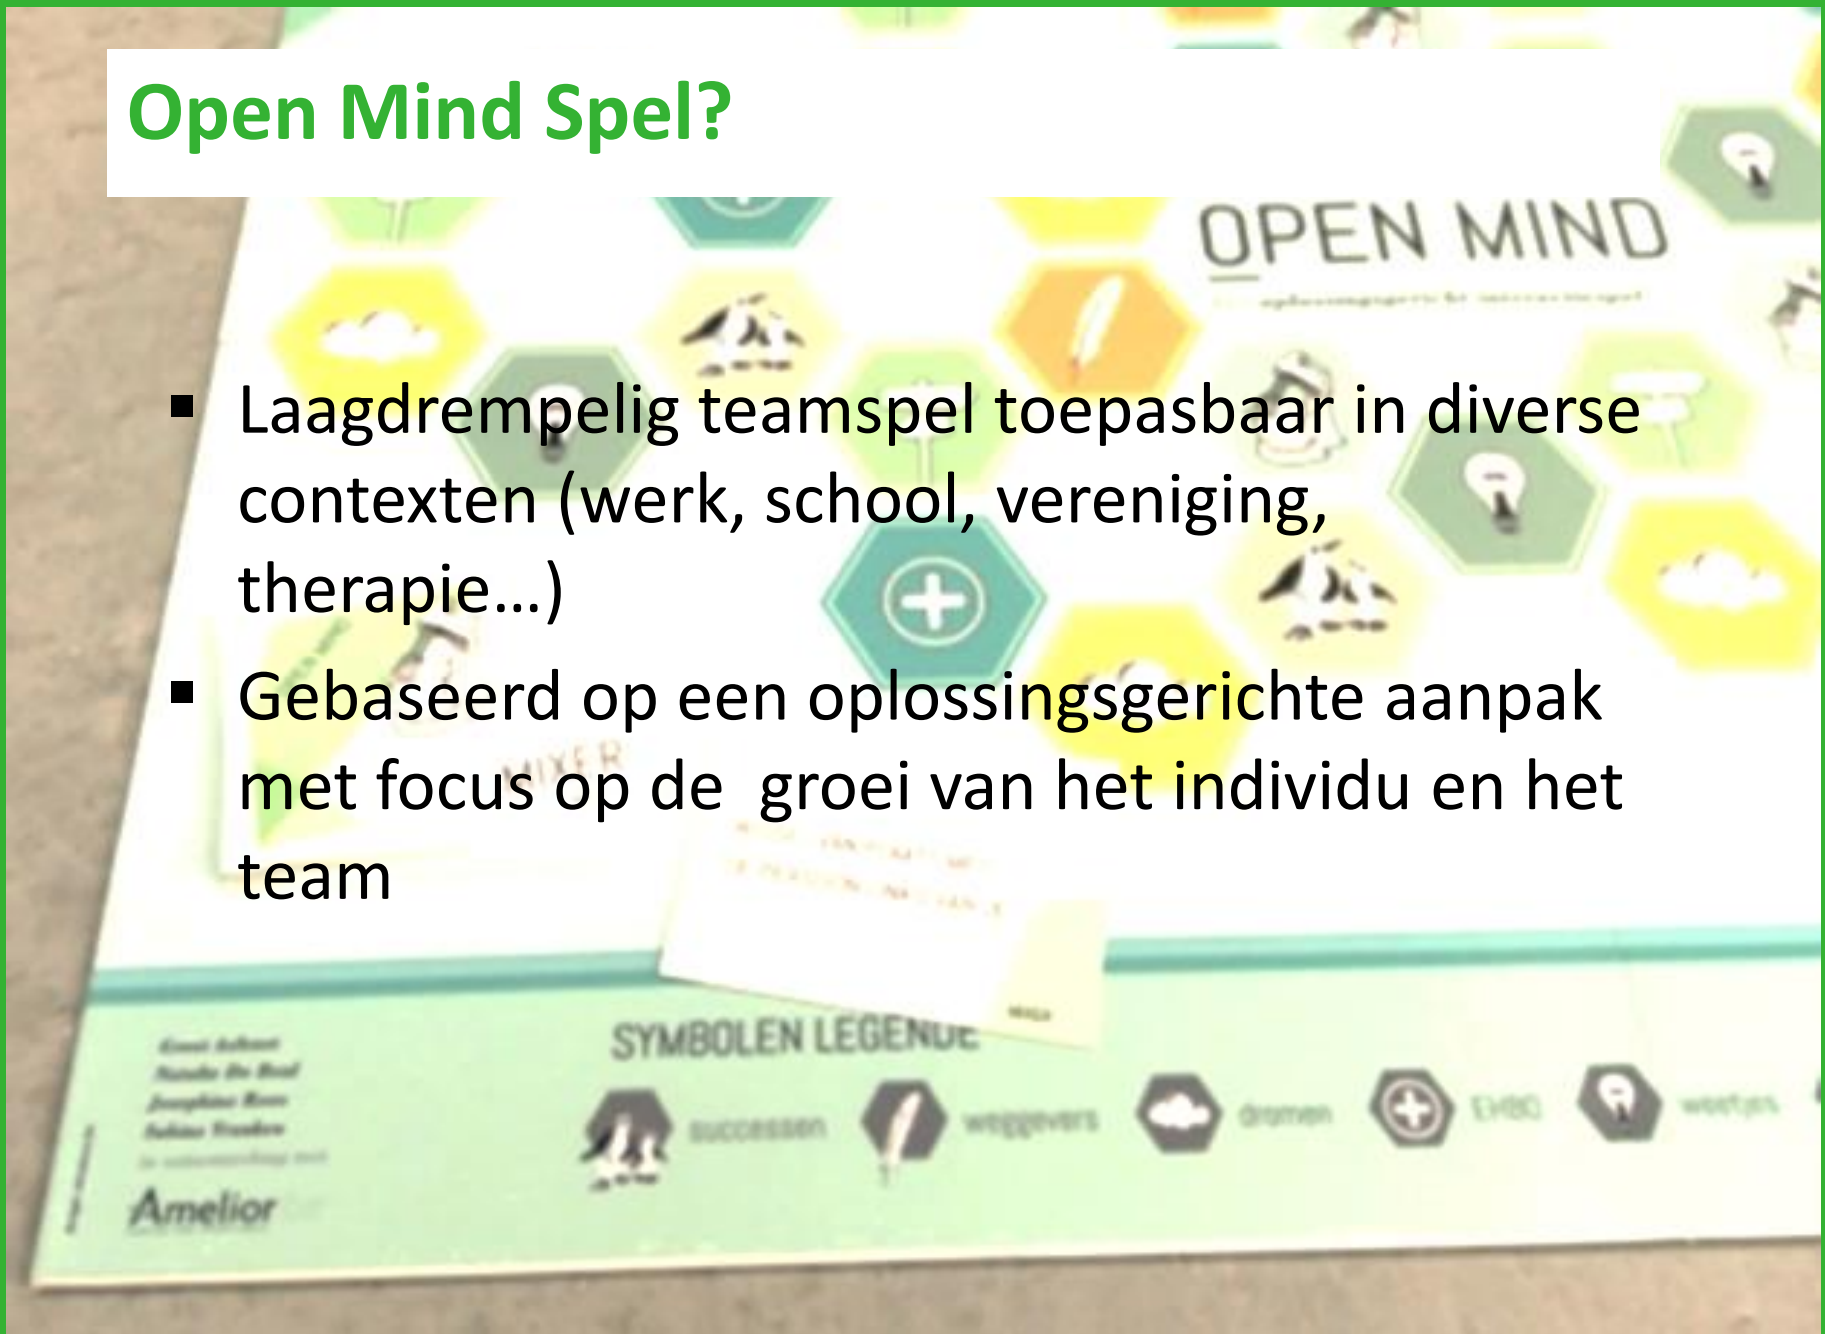 Open Mind Spel?
OPEN MIND
▪ Laagdrempelig teamspel toepasbaar in diverse
contexten (werk, school, vereniging,
therapie…)
▪ Gebaseerd op een oplossingsgerichte aanpak
met focus op de  groei van het individu en het
team
MIXER
SYMBOLEN LEGENDE
successen
weggevers
dromen
EHBO
weetjes
Amelior